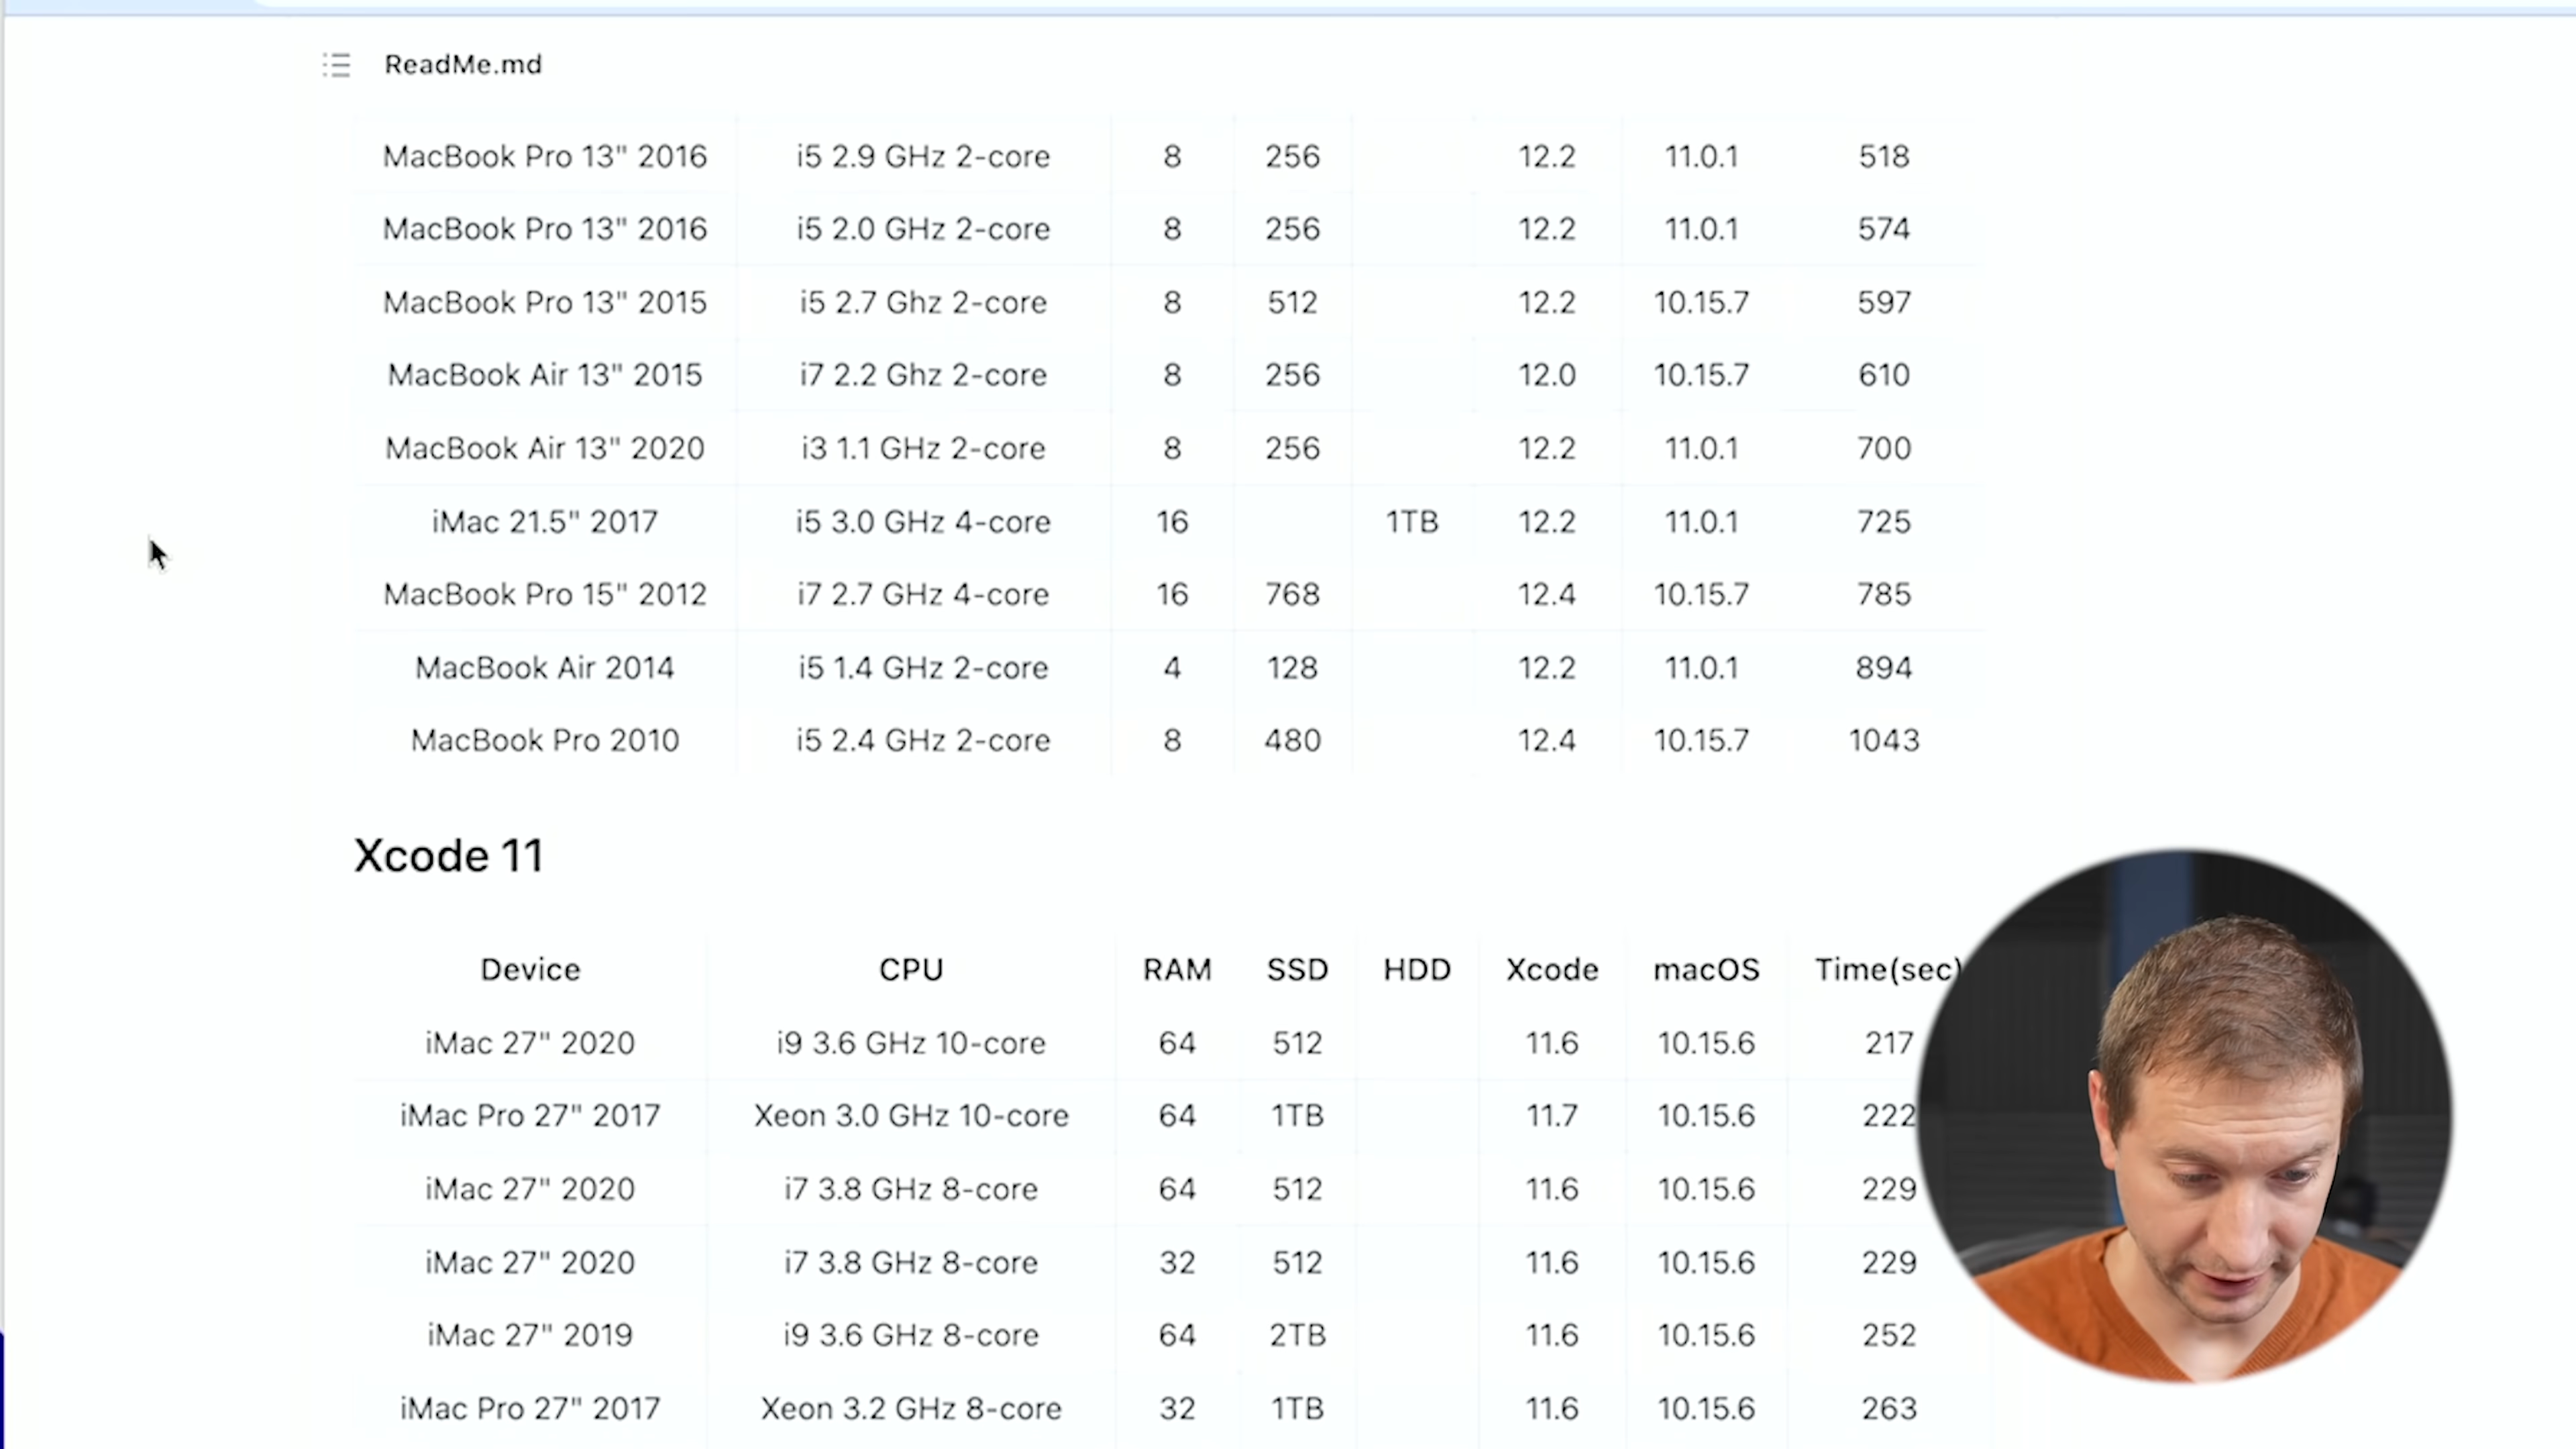 ReadMe.md
MacBook Pro 13" 2016 i5 2.9 GHz 2-core 8 256 12.2 11.0.1 518
MacBook Pro 13" 2016 i5 2.0 GHz 2-core 8 256 12.2 11.0.1 574
MacBook Pro 13" 2015 i5 2.7 Ghz 2-core 8 512 12.2 10.15.7 597
MacBook Air 13" 2015 i7 2.2 Ghz 2-core 8 256 12.0 10.15.7 610
MacBook Air 13" 2020 i3 1.1 GHz 2-core 8 256 12.2 11.0.1 700
iMac 21.5" 2017 i5 3.0 GHz 4-core 16 1TB 12.2 11.0.1 725
MacBook Pro 15" 2012 i7 2.7 GHz 4-core 16 768 12.4 10.15.7 785
MacBook Air 2014 i5 1.4 GHz 2-core 4 128 12.2 11.0.1 894
MacBook Pro 2010 i5 2.4 GHz 2-core 8 480 12.4 10.15.7 1043
Xcode 11
Device CPU RAM SSD HDD Xcode macOS Time(sec)
iMac 27" 2020 i9 3.6 GHz 10-core 64 512 11.6 10.15.6 217
iMac Pro 27" 2017 Xeon 3.0 GHz 10-core 64 1TB 11.7 10.15.6 222
iMac 27" 2020 i7 3.8 GHz 8-core 64 512 11.6 10.15.6 229
iMac 27" 2020 i7 3.8 GHz 8-core 32 512 11.6 10.15.6 229
iMac 27" 2019 i9 3.6 GHz 8-core 64 2TB 11.6 10.15.6 252
iMac Pro 27" 2017 Xeon 3.2 GHz 8-core 32 1TB 11.6 10.15.6 263